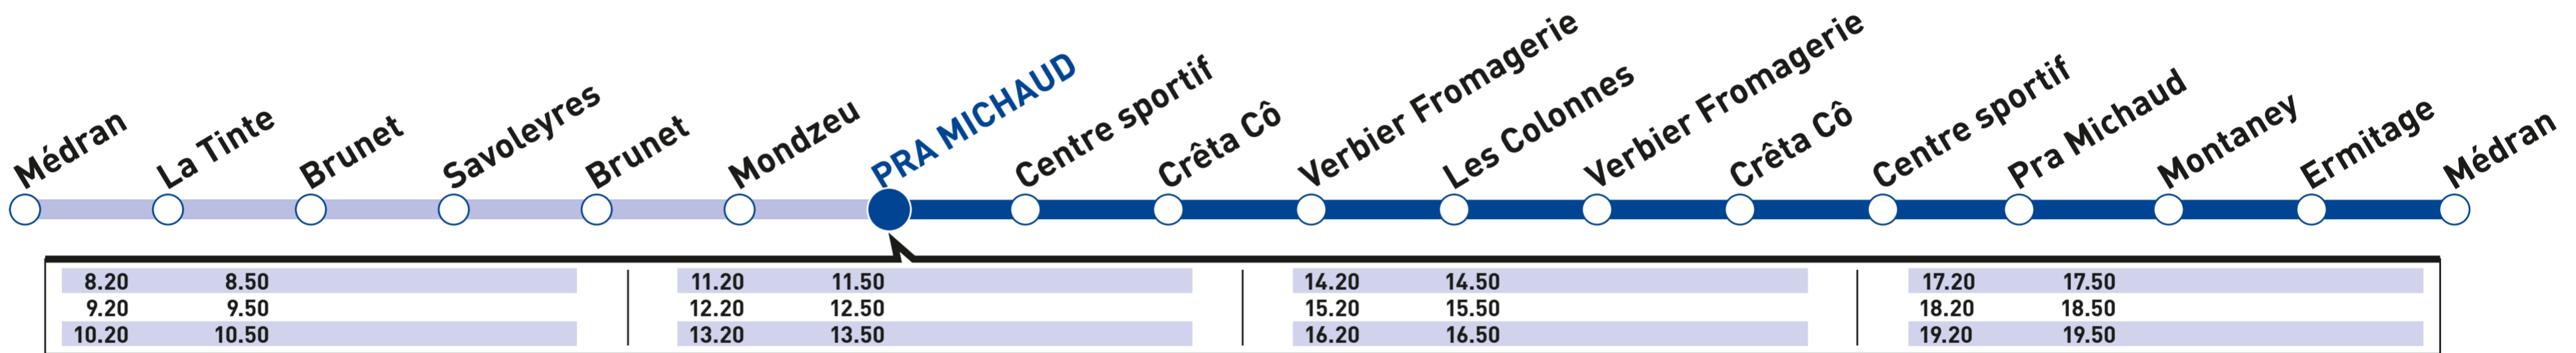 Médran
La Tinte
Brunet
Savoleyres
Brunet
Mondzeu
PRA MICHAUD
Centre sportif
Crêta Cô
Verbier Fromagerie
Les Colonnes
Verbier Fromagerie
Crêta Cô
Centre sportif
Pra Michaud
Montaney
Ermitage
Médran
8.20 8.50 11.20 11.50 14.20 14.50 17.20 17.50
9.20 9.50 12.20 12.50 15.20 15.50 18.20 18.50
10.20 10.50 13.20 13.50 16.20 16.50 19.20 19.50